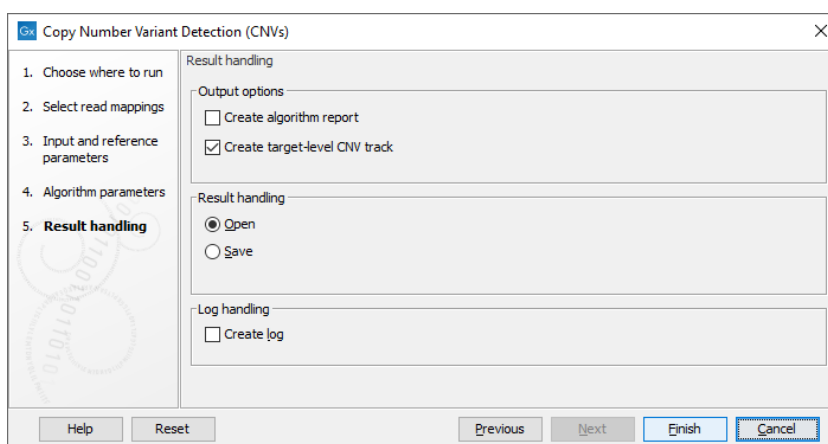 Gx Copy Number Variant Detection (CNVs)
1. Choose where to run
2. Select read mappings
3. Input and reference
parameters
4. Algorithm parameters
5. Result handling
Result handling
Output options
Create algorithm report
Create target-level CNV track
Result handling
Open
Save
Log handling
Create log
Help Reset Previous Next Finish Cancel